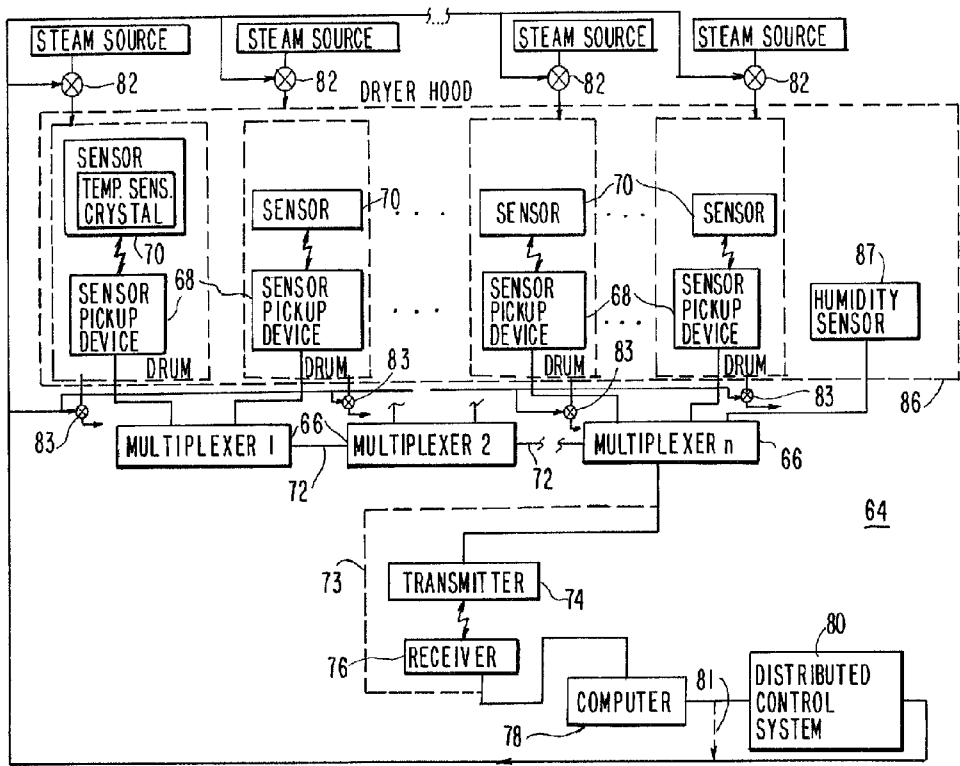 STEAM SOURCE
STEAM SOURCE
STEAM SOURCE
STEAM SOURCE
82
82
82
82
DRYER HOOD
SENSOR
TEMP. SENS.
CRYSTAL
70
SENSOR
70
SENSOR
70
SENSOR
SENSOR
PICKUP
DEVICE
68
SENSOR
PICKUP
DEVICE
SENSOR
PICKUP
DEVICE
68
SENSOR
PICKUP
DEVICE
87
HUMIDITY
SENSOR
DRUM
DRUM
DRUM
DRUM
83
83
83
83
86
MULTIPLEXER 1
66
MULTIPLEXER 2
MULTIPLEXER n
66
72
72
64
73
TRANSMITTER
74
76
RECEIVER
COMPUTER
78
81
80
DISTRIBUTED
CONTROL
SYSTEM